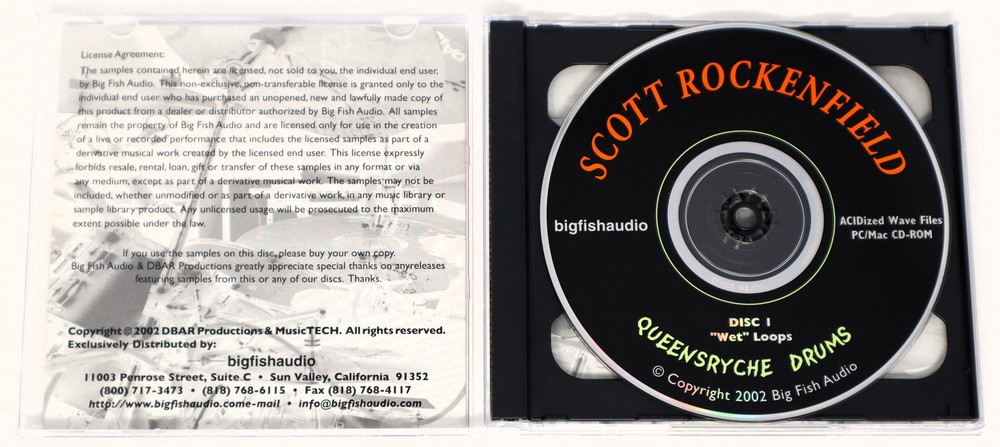 License Agreement:
The samples contained herein are licensed, not sold to you, the individual end user,
by Big Fish Audio. This non-exclusive, non-transferable license is granted only to the
individual end user who has purchased an unopened, new and lawfully made copy of
this product from a dealer or distributor authorized by Big Fish Audio. All samples
remain the property of Big Fish Audio and are licensed only for use in the creation
of a live or recorded performance that includes the licensed samples as part of a
derivative musical work created by the licensed end user. This license expressly
forbids resale, rental, loan, gift or transfer of these samples in any format or via
any medium, except as part of a derivative musical work. The samples may not be
included, whether unmodified or as part of a derivative work, in any music library or
sample library product. Any unlicensed usage will be prosecuted to the maximum
extent possible under the law.
If you use the samples on this disc, please buy your own copy.
Big Fish Audio & DBAR Productions greatly appreciate special thanks on anyreleases
featuring samples from this or any of our discs. Thanks.
Copyright © 2002 DBAR Productions & MusicTECH. All rights reserved.
Exclusively Distributed by:
bigfishaudio
11003 Penrose Street, Suite C • Sun Valley, California 91352
(800) 717-3473 • (818) 768-6115 • Fax (818) 768-4117
http://www.bigfishaudio.come-mail • info@bigfishaudio.com
SCOTT ROCKENFIELD
bigfishaudio
ACIDized Wave Files
PC/Mac CD-ROM
DISC 1
"Wet" Loops
QUEENSRYCHE DRUMS
© Copyright 2002 Big Fish Audio